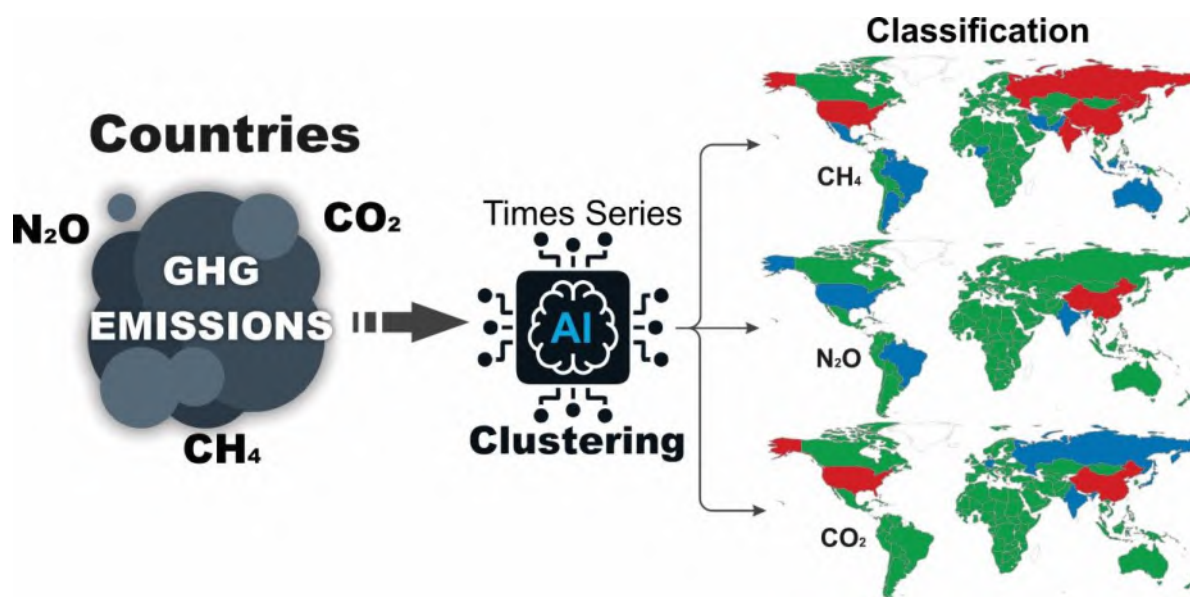 Countries
N₂O
CO₂
GHG
EMISSIONS
CH₄
Times Series
AI
Clustering
Classification
CH₄
N₂O
CO₂